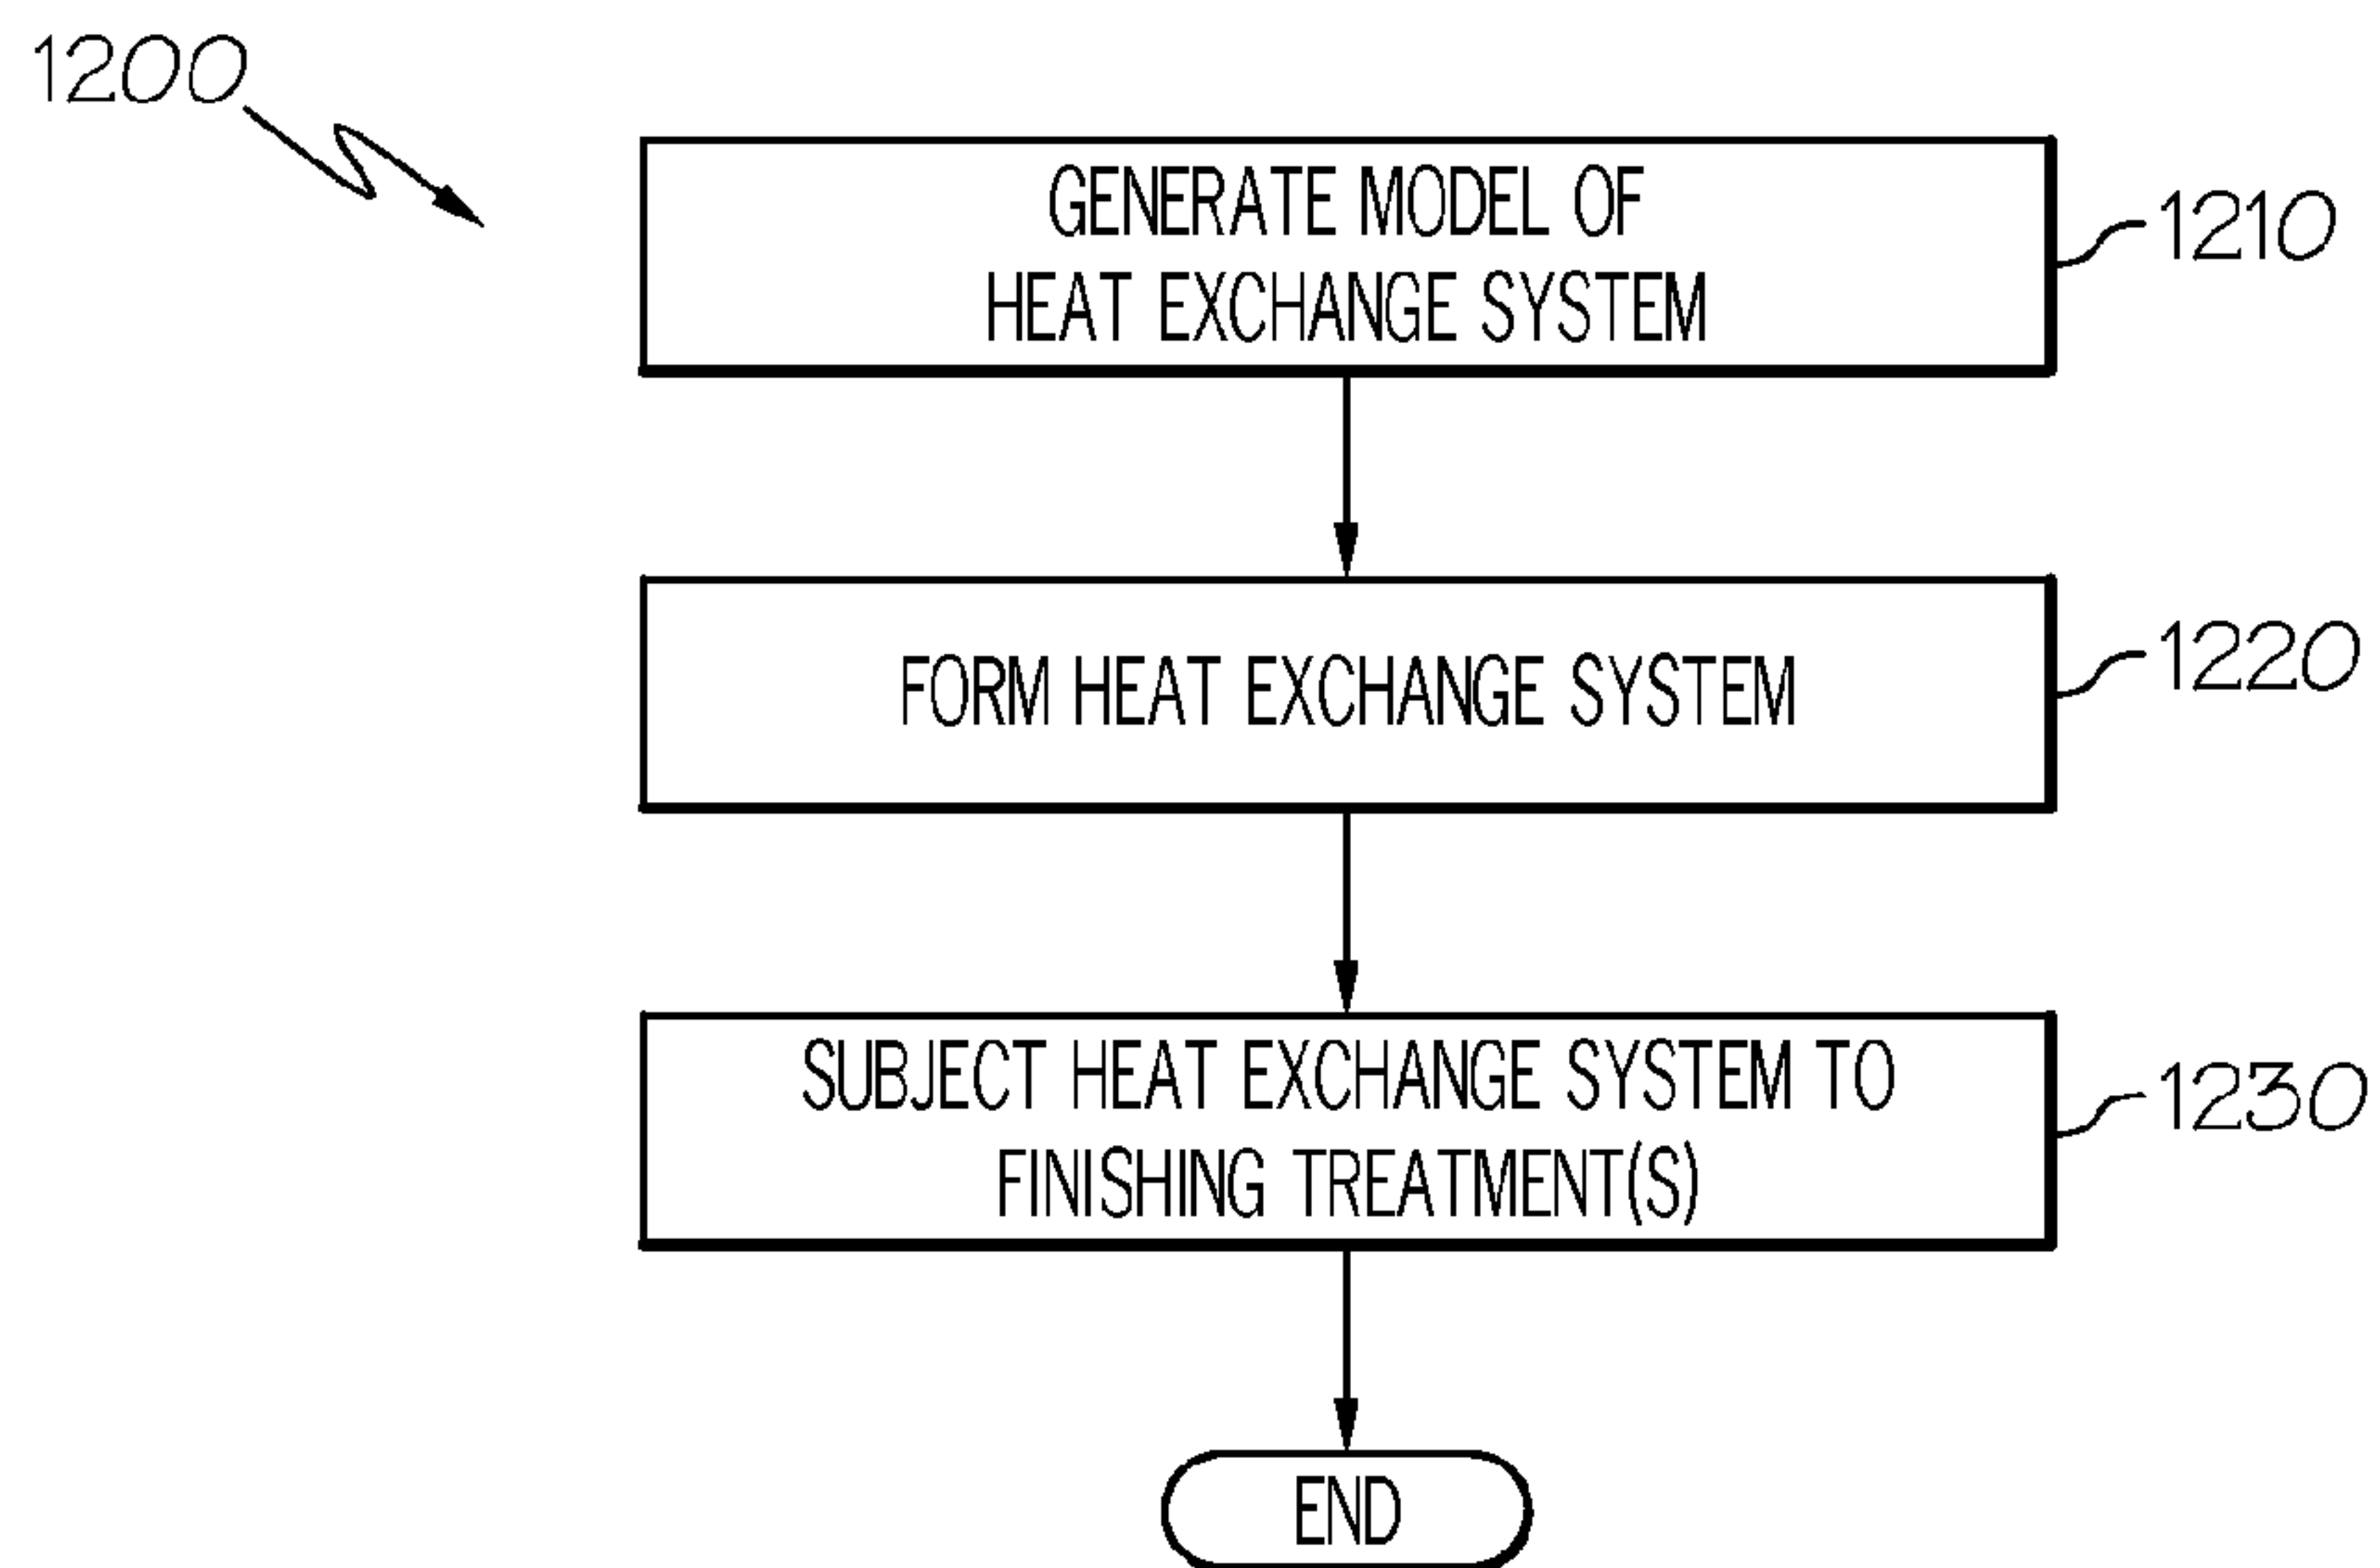 1200
GENERATE MODEL OF
HEAT EXCHANGE SYSTEM
1210
FORM HEAT EXCHANGE SYSTEM
1220
SUBJECT HEAT EXCHANGE SYSTEM TO
FINISHING TREATMENT(S)
1230
END